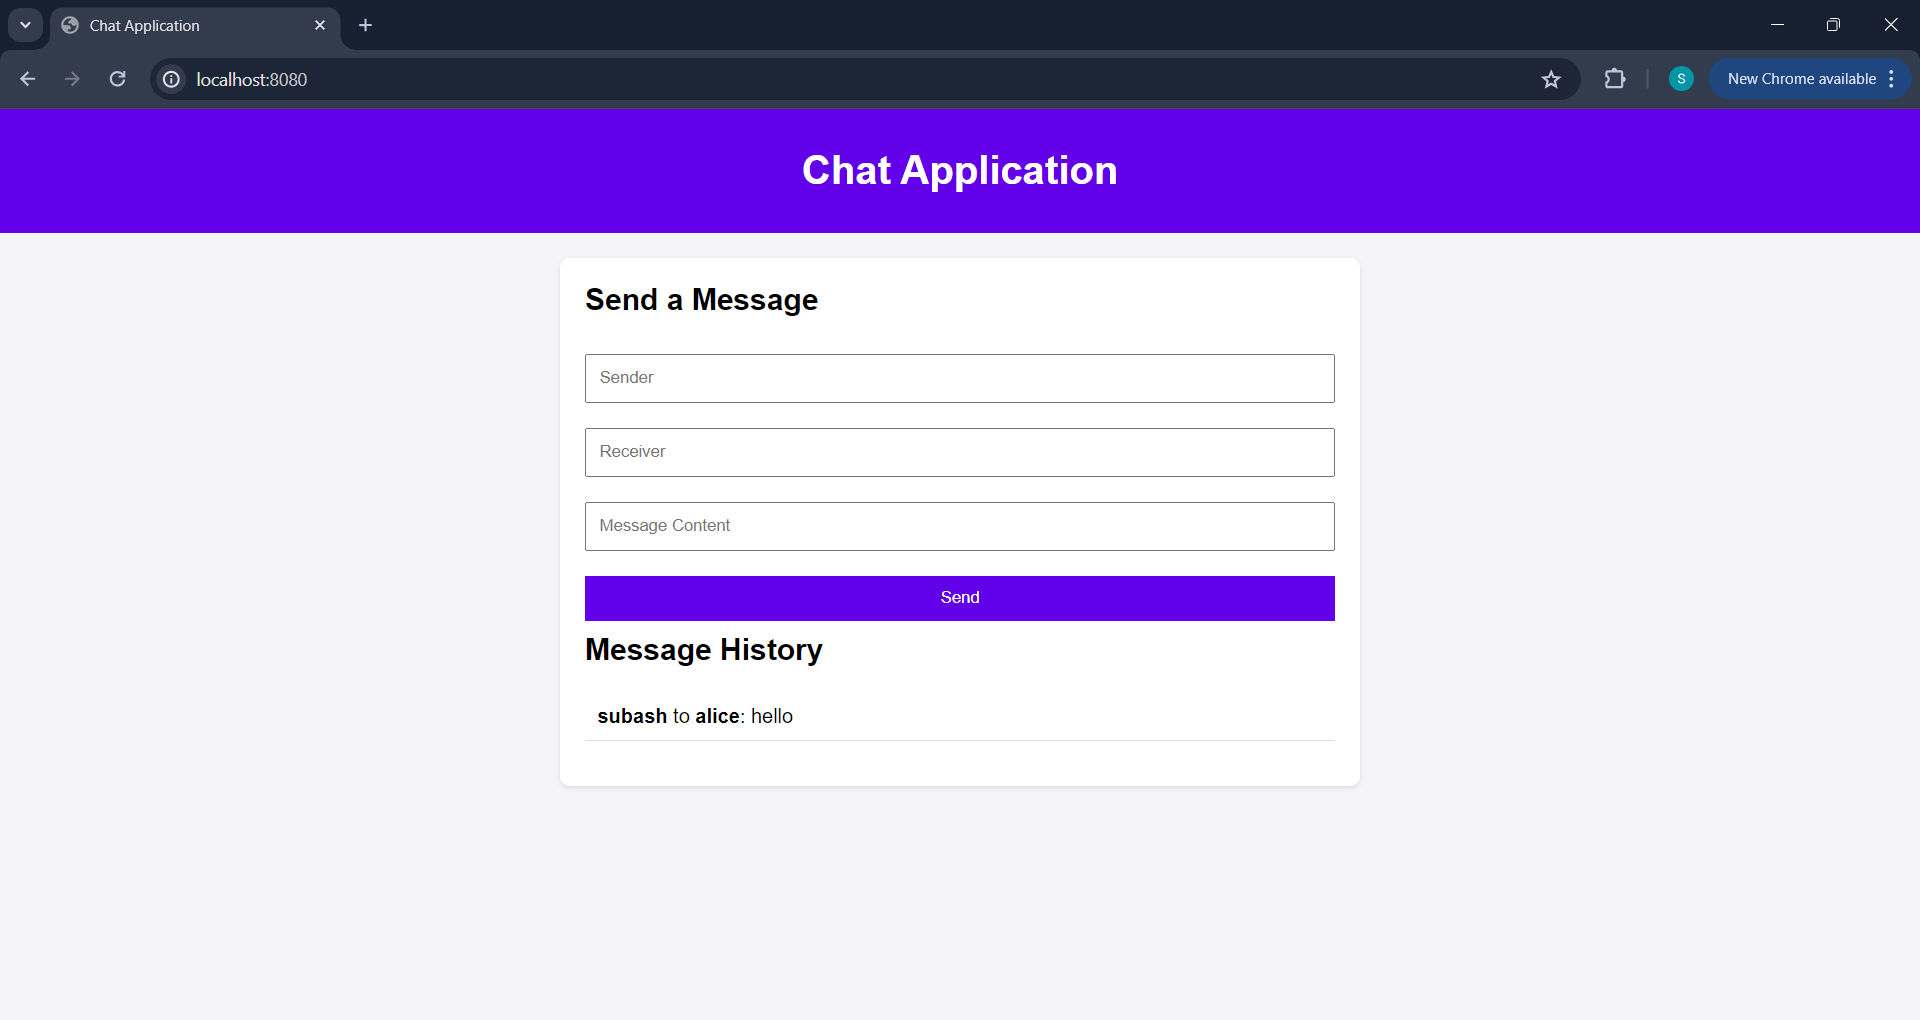 Chat Application
localhost:8080
S
New Chrome available
Chat Application
Send a Message
Sender
Receiver
Message Content
Send
Message History
subash to alice: hello